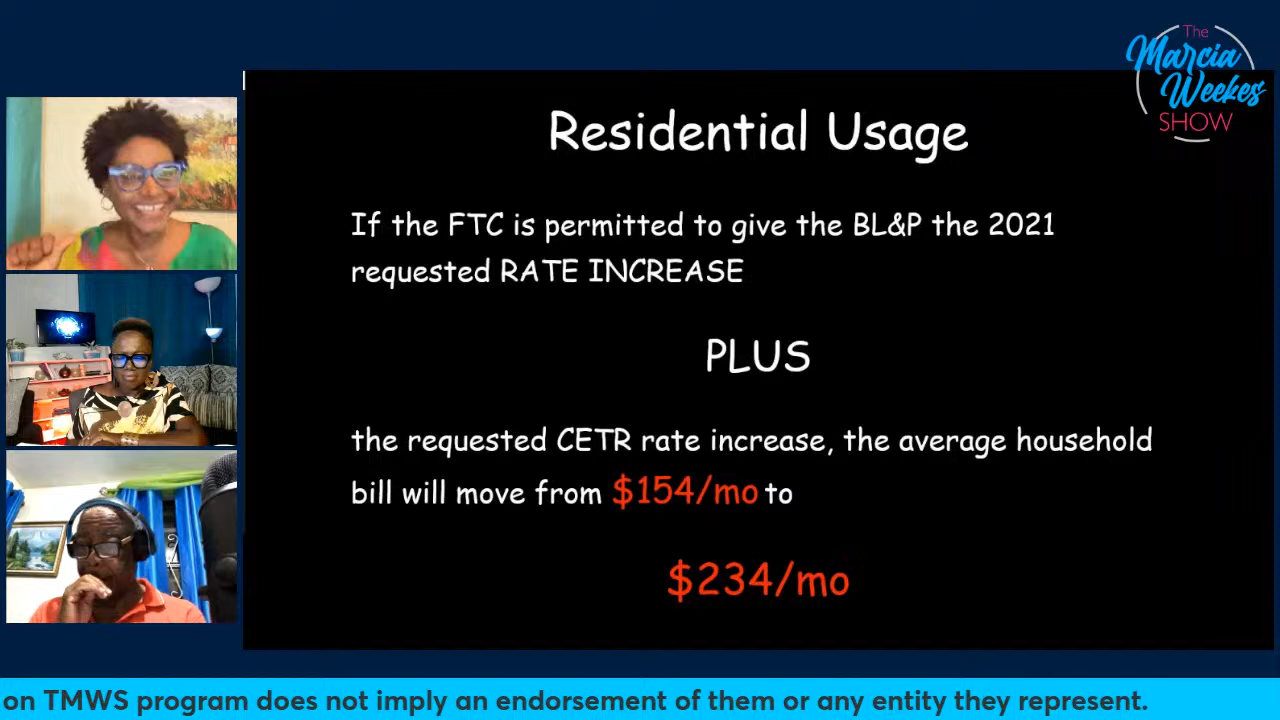 The
Marcia
Weekes
SHOW
Residential Usage
If the FTC is permitted to give the BL&P the 2021
requested RATE INCREASE
PLUS
the requested CETR rate increase, the average household
bill will move from $154/mo to
$234/mo
on TMWS program does not imply an endorsement of them or any entity they represent.